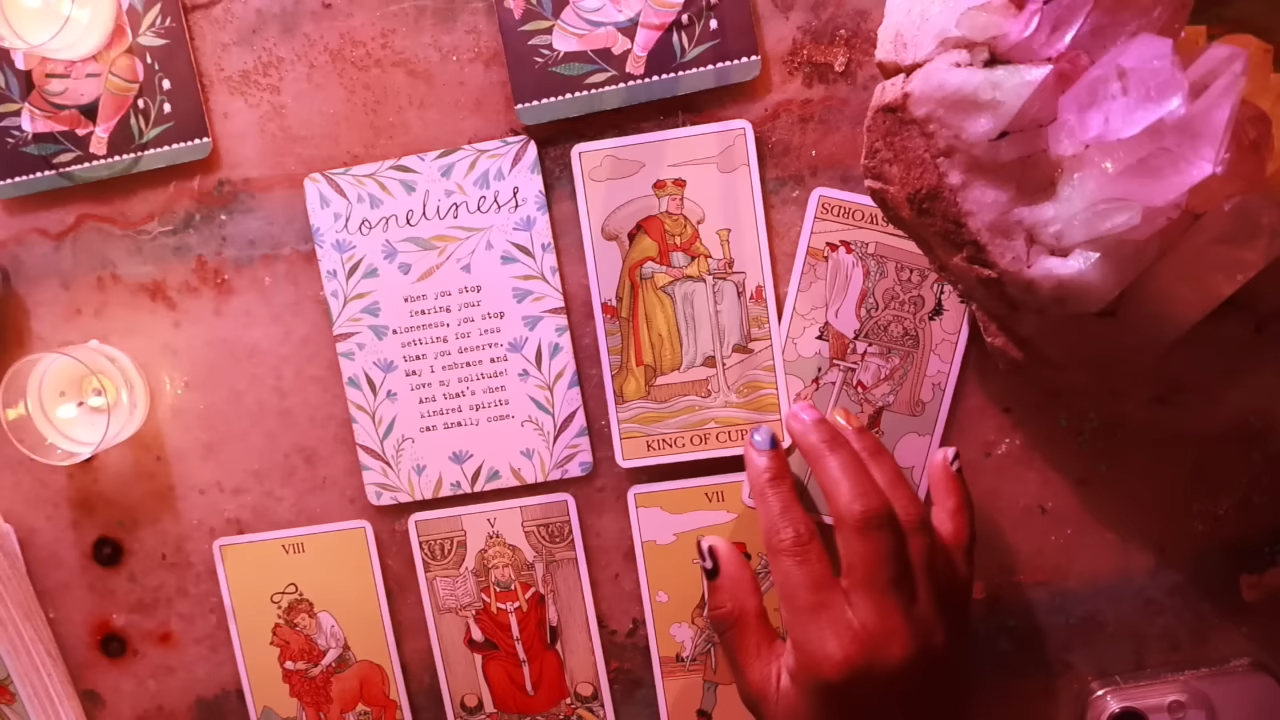 loneliness
When you stop
fearing your
aloneness, you stop
settling for less
than you deserve.
May I embrace and
love my solitude!
And that's when
kindred spirits
can finally come.
KING OF CUP
SWORDS
VIII
V
VII